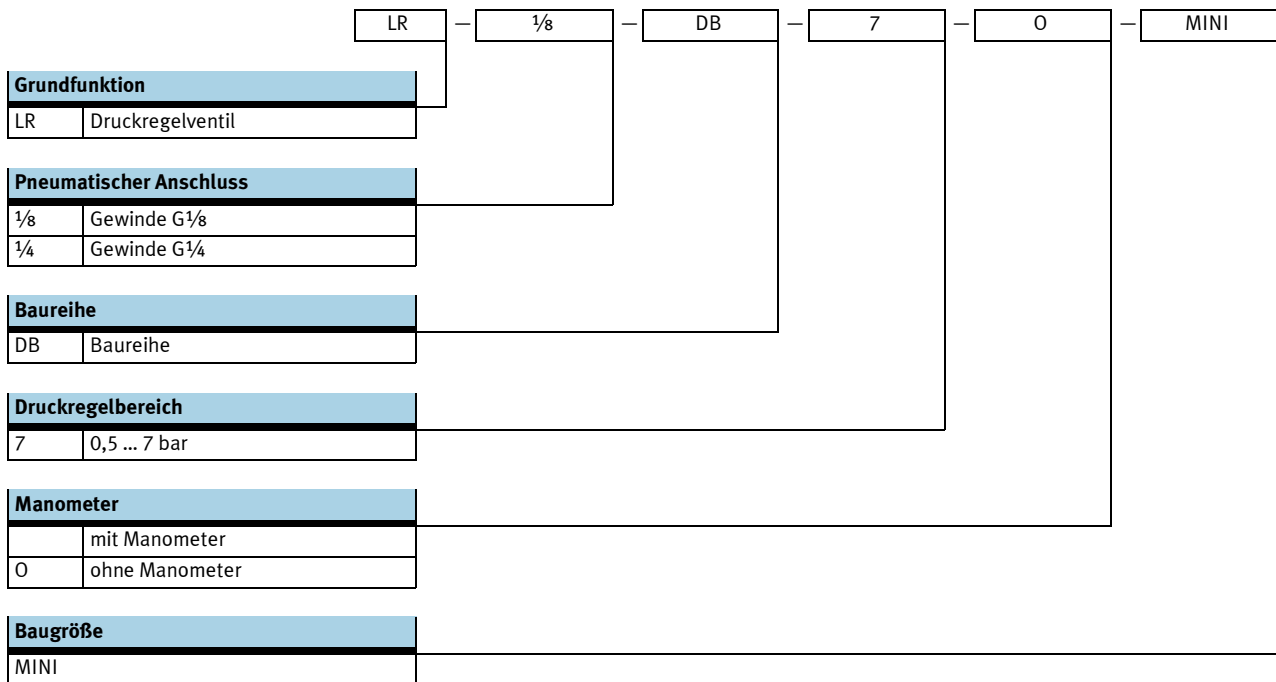 LR – 1/8 – DB – 7 – O – MINI
Grundfunktion
LR Druckregelventil
Pneumatischer Anschluss
1/8 Gewinde G1/8
1/4 Gewinde G1/4
Baureihe
DB Baureihe
Druckregelbereich
7 0,5 ... 7 bar
Manometer
mit Manometer
O ohne Manometer
Baugröße
MINI